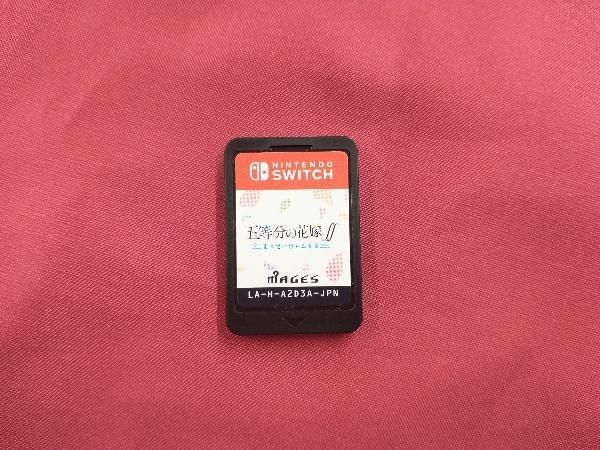 NINTENDO
SWITCH
五等分の花嫁∬
MAGES
LA-H-A2D3A-JPN